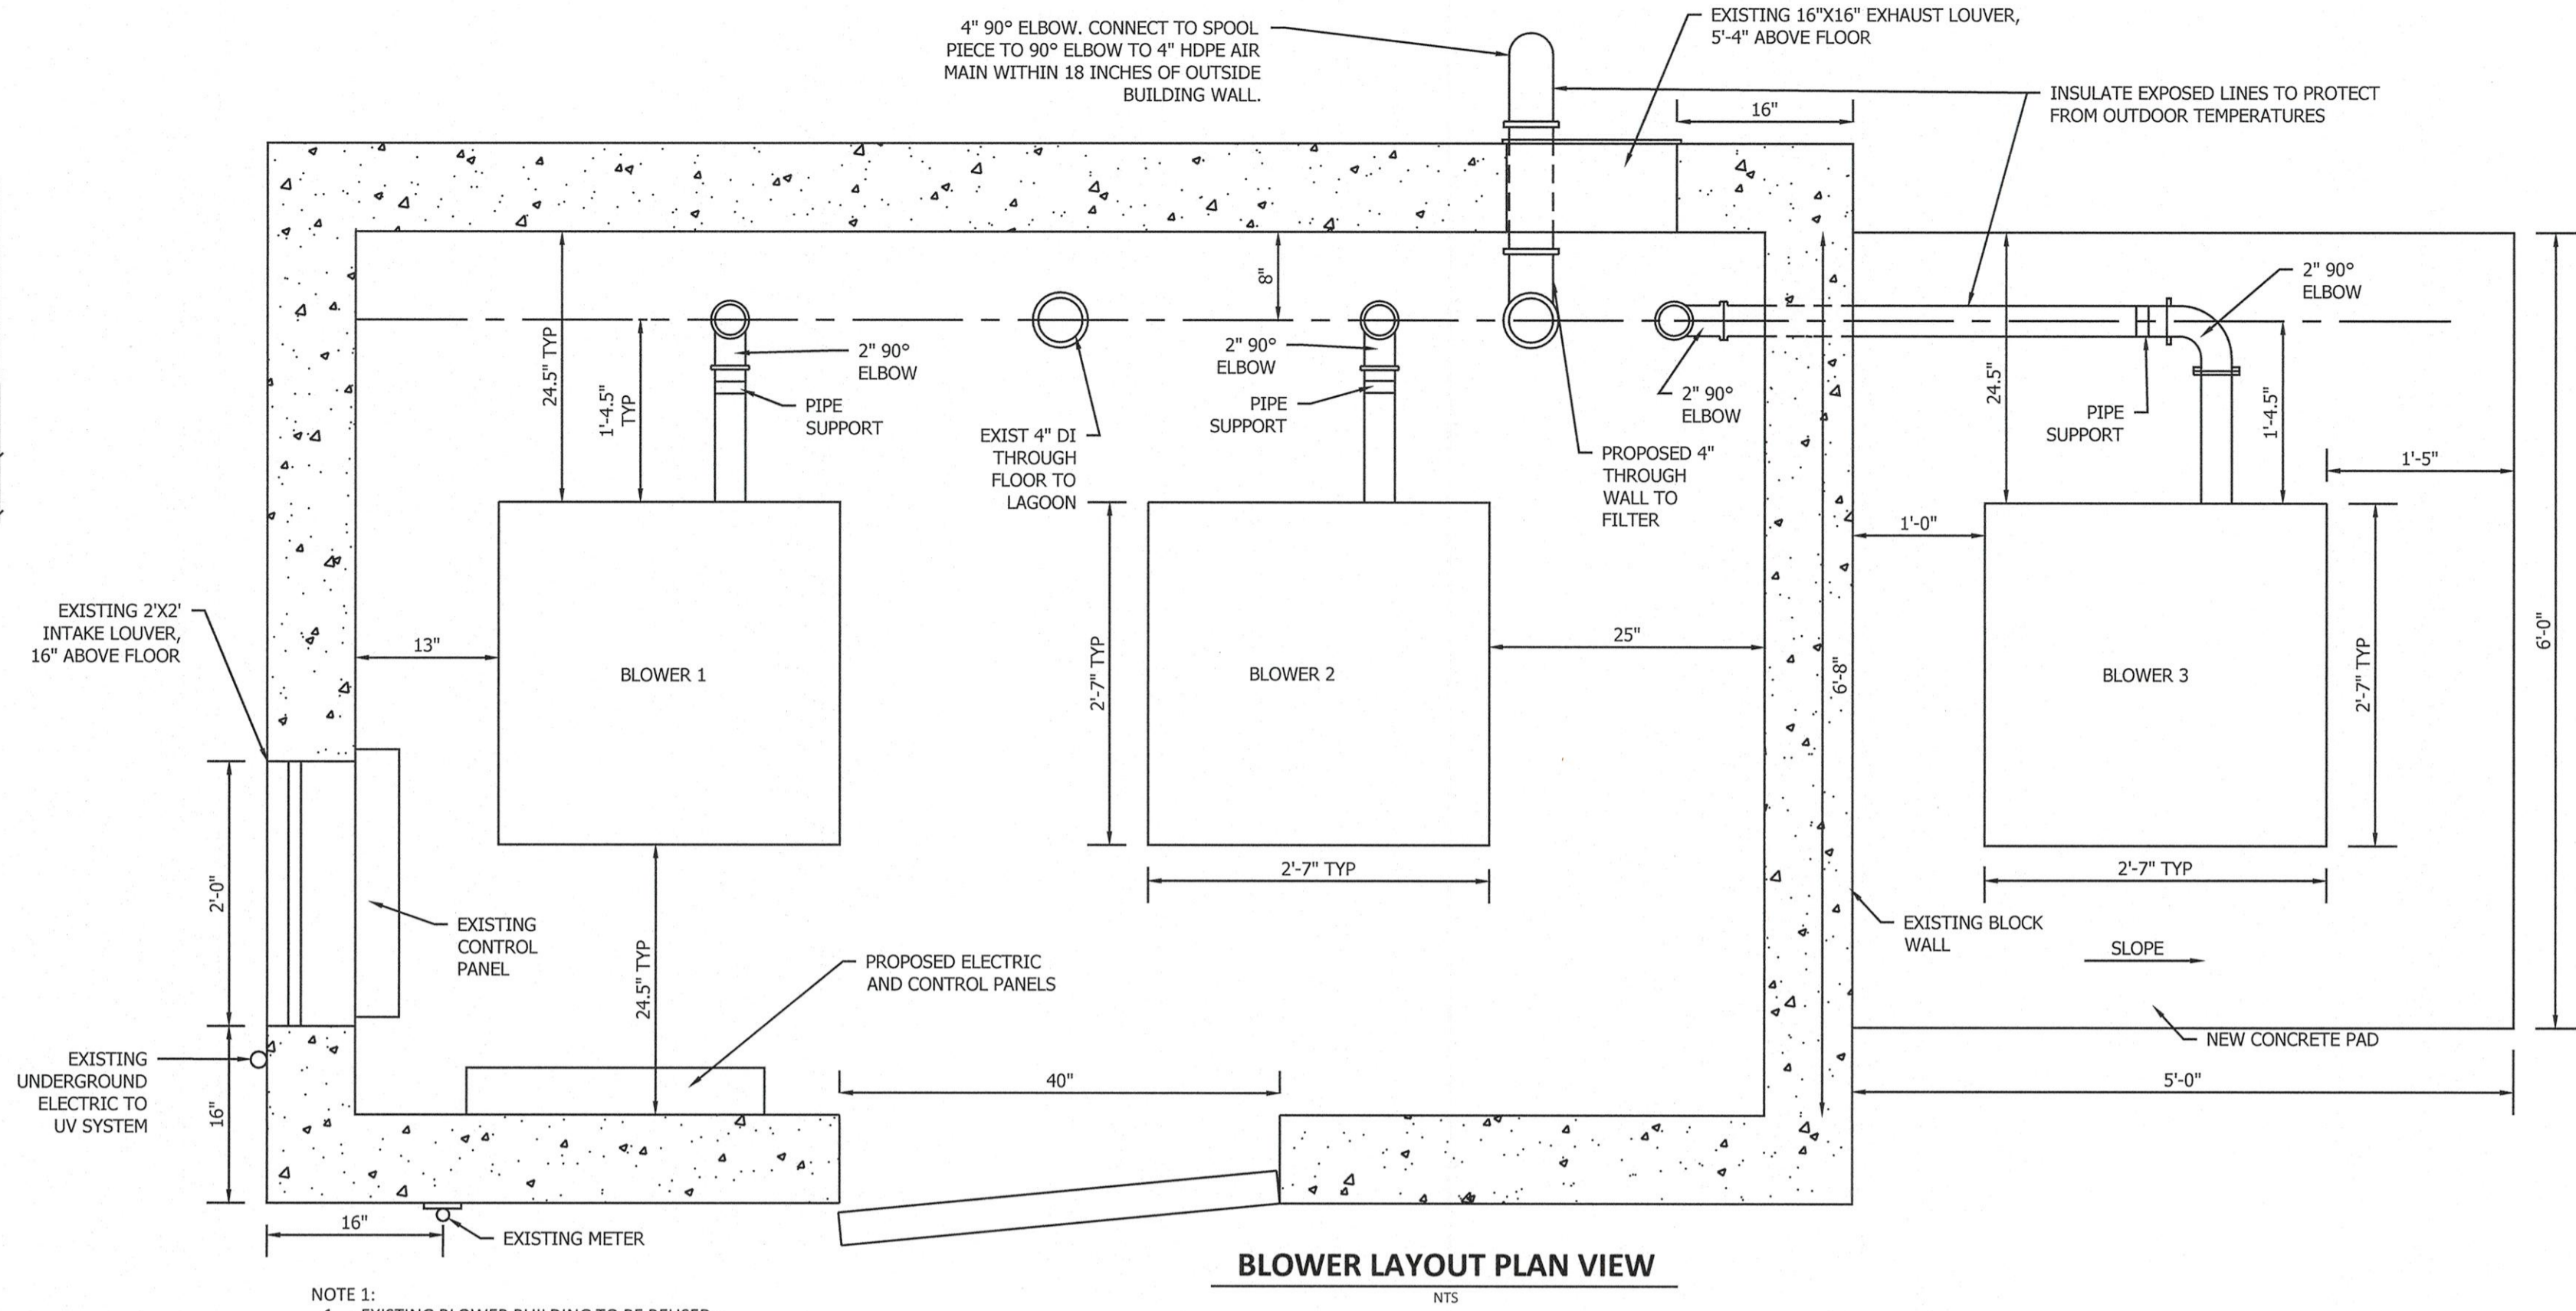 4" 90° ELBOW. CONNECT TO SPOOL
PIECE TO 90° ELBOW TO 4" HDPE AIR
MAIN WITHIN 18 INCHES OF OUTSIDE
BUILDING WALL.
EXISTING 16"X16" EXHAUST LOUVER,
5'-4" ABOVE FLOOR
INSULATE EXPOSED LINES TO PROTECT
FROM OUTDOOR TEMPERATURES
16"
8"
24.5" TYP
1'-4.5"
TYP
2" 90°
ELBOW
PIPE
SUPPORT
EXIST 4" DI
THROUGH
FLOOR TO
LAGOON
2" 90°
ELBOW
PIPE
SUPPORT
2" 90°
ELBOW
PROPOSED 4"
THROUGH
WALL TO
FILTER
24.5"
2" 90°
ELBOW
PIPE
SUPPORT
1'-4.5"
1'-5"
1'-0"
6'-0"
EXISTING 2'X2'
INTAKE LOUVER,
16" ABOVE FLOOR
13"
BLOWER 1
2'-7" TYP
BLOWER 2
25"
6'-8"
BLOWER 3
2'-7" TYP
2'-7" TYP
2'-7" TYP
2'-0"
EXISTING
CONTROL
PANEL
24.5" TYP
PROPOSED ELECTRIC
AND CONTROL PANELS
EXISTING BLOCK
WALL
SLOPE
NEW CONCRETE PAD
EXISTING
UNDERGROUND
ELECTRIC TO
UV SYSTEM
16"
40"
5'-0"
16"
EXISTING METER
BLOWER LAYOUT PLAN VIEW
NTS
NOTE 1:
1. EXISTING BLOWER BUILDING TO BE REUSED